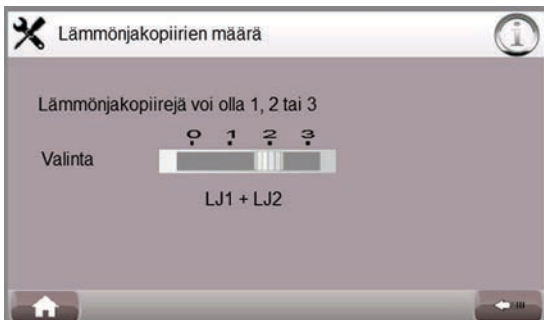 Lämmönjakopiirien määrä
Lämmönjakopiirejä voi olla 1, 2 tai 3
0 1 2 3
Valinta
LJ1 + LJ2